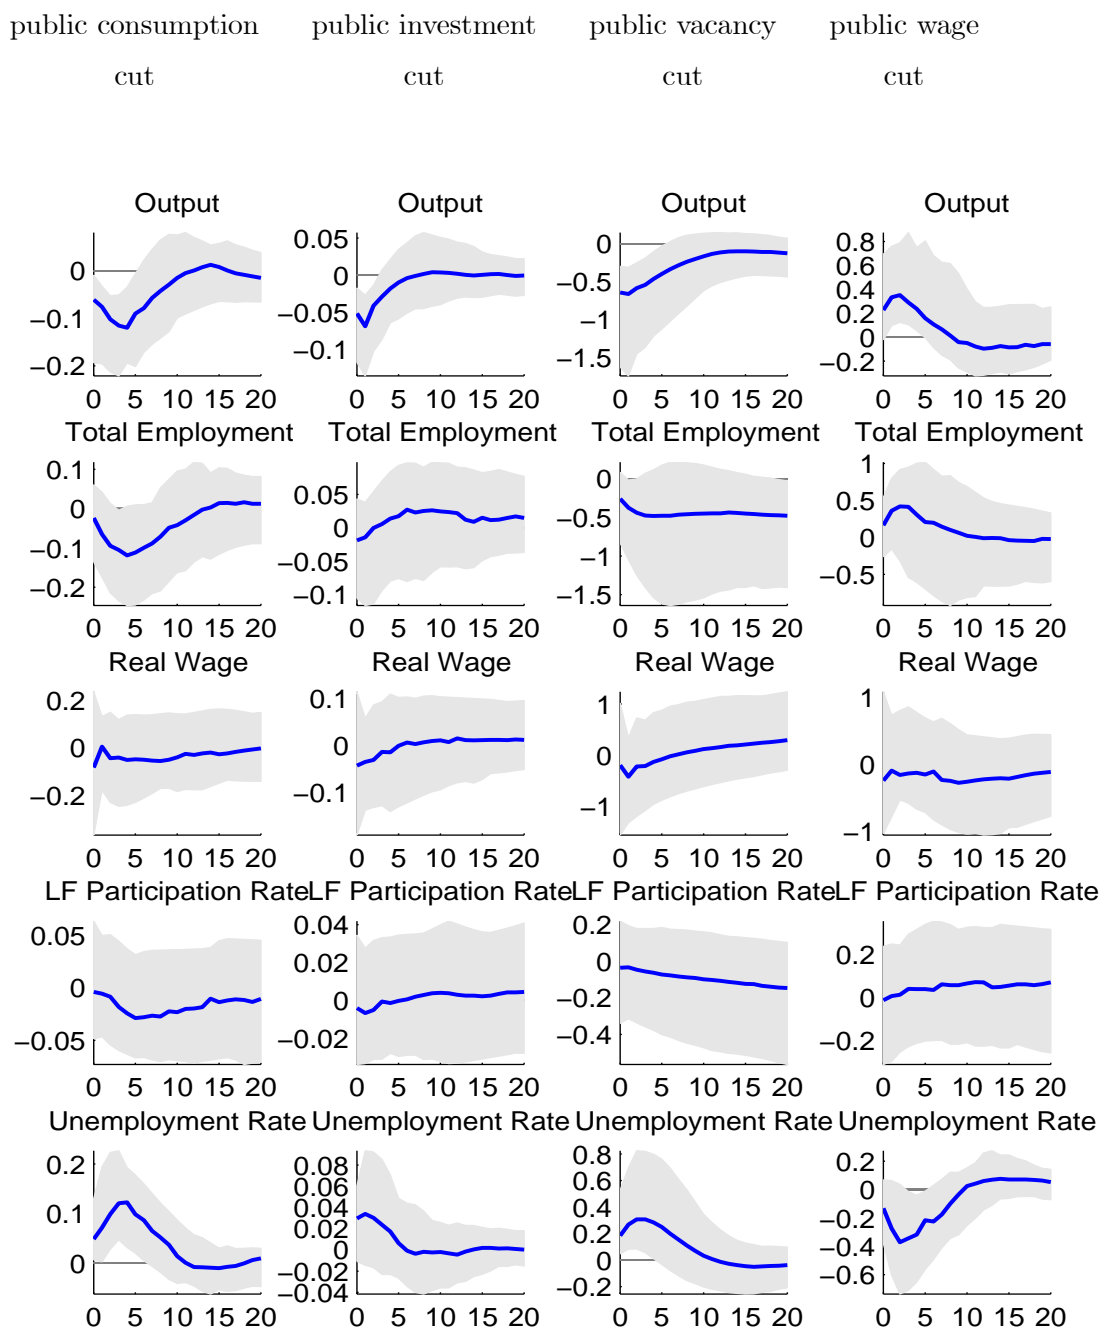 public consumption public investment public vacancy public wage
cut cut cut cut
Output Output Output Output
0 −0.1 −0.2 0.05 0 −0.05 −0.1 0 −0.5 −1 −1.5 0.8 0.6 0.4 0.2 0 −0.2
0 5 10 15 20 0 5 10 15 20 0 5 10 15 20 0 5 10 15 20
Total Employment Total Employment Total Employment Total Employment
0.1 0 −0.1 −0.2 0.05 0 −0.05 −0.1 0 −0.5 −1 −1.5 1 0.5 0 −0.5
0 5 10 15 20 0 5 10 15 20 0 5 10 15 20 0 5 10 15 20
Real Wage Real Wage Real Wage Real Wage
0.2 0 −0.2 0.1 0 −0.1 1 0 −1 1 0 −1
0 5 10 15 20 0 5 10 15 20 0 5 10 15 20 0 5 10 15 20
LF Participation Rate LF Participation Rate LF Participation Rate LF Participation Rate
0.05 0 −0.05 0.04 0.02 0 −0.02 0.2 0 −0.2 −0.4 0.2 0 −0.2
0 5 10 15 20 0 5 10 15 20 0 5 10 15 20 0 5 10 15 20
Unemployment Rate Unemployment Rate Unemployment Rate Unemployment Rate
0.2 0.1 0 0.08 0.06 0.04 0.02 0 −0.02 −0.04 0.8 0.6 0.4 0.2 0 −0.2 0.2 0 −0.2 −0.4 −0.6
0 5 10 15 20 0 5 10 15 20 0 5 10 15 20 0 5 10 15 20